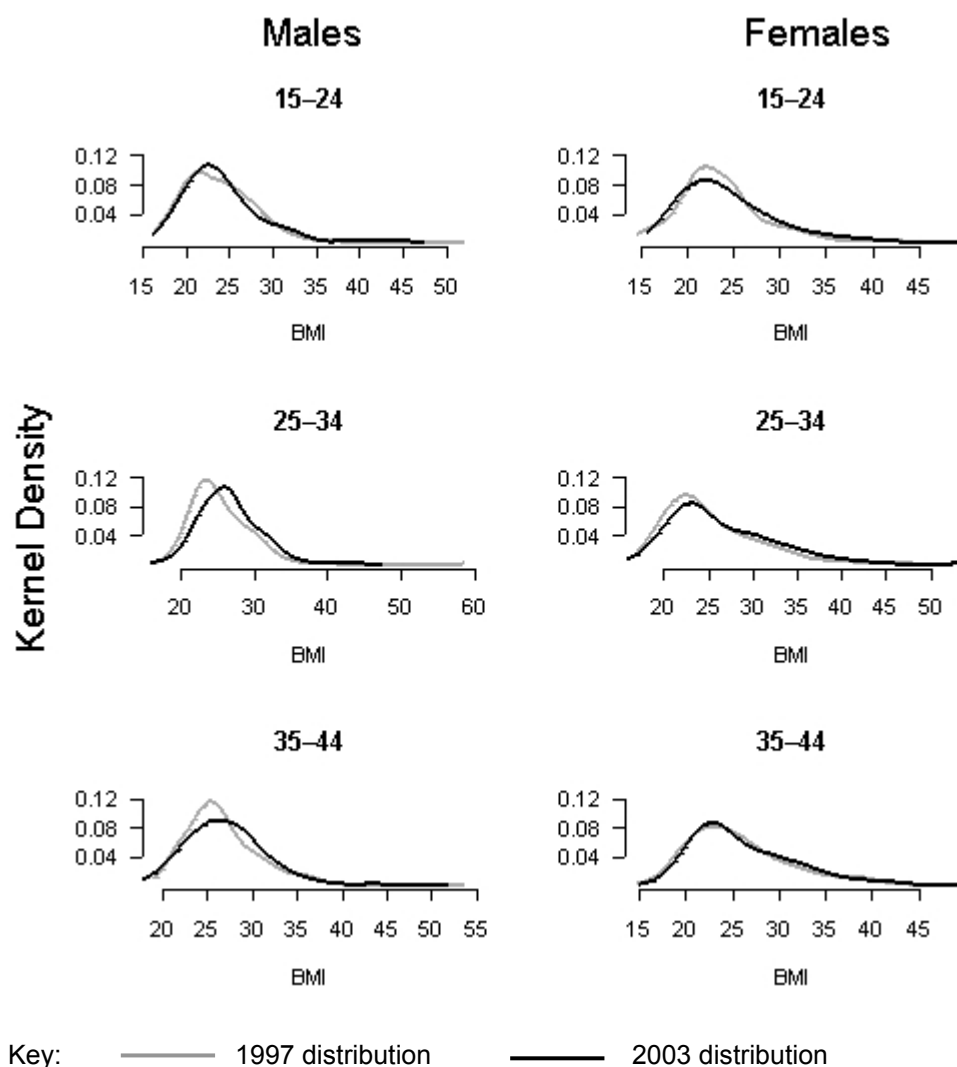 Males Females
15–24 15–24
0.12 0.12
0.08 0.08
0.04 0.04
15 20 25 30 35 40 45 50 15 20 25 30 35 40 45
BMI BMI
Kernel Density
25–34 25–34
0.12 0.12
0.08 0.08
0.04 0.04
20 30 40 50 60 20 25 30 35 40 45 50
BMI BMI
35–44 35–44
0.12 0.12
0.08 0.08
0.04 0.04
20 25 30 35 40 45 50 55 15 20 25 30 35 40 45
BMI BMI
Key: 1997 distribution 2003 distribution